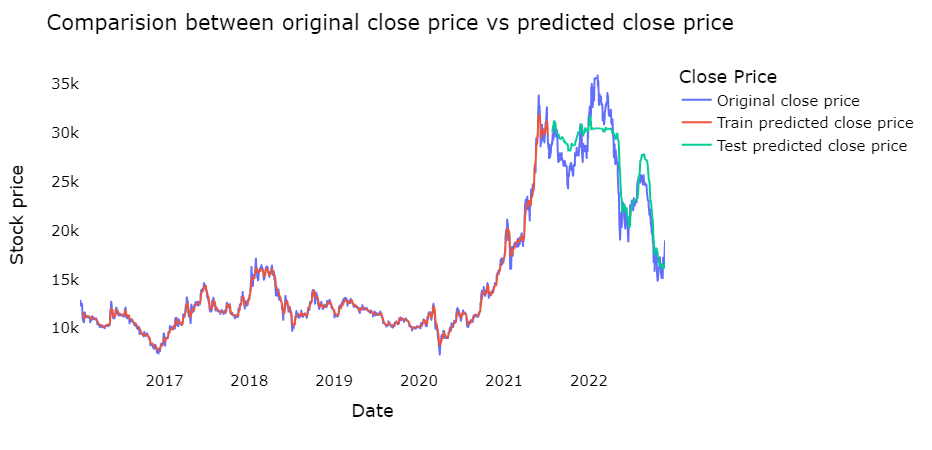 Comparision between original close price vs predicted close price
Close Price
Original close price
Train predicted close price
Test predicted close price
Stock price
35k
30k
25k
20k
15k
10k
2017
2018
2019
2020
2021
2022
Date